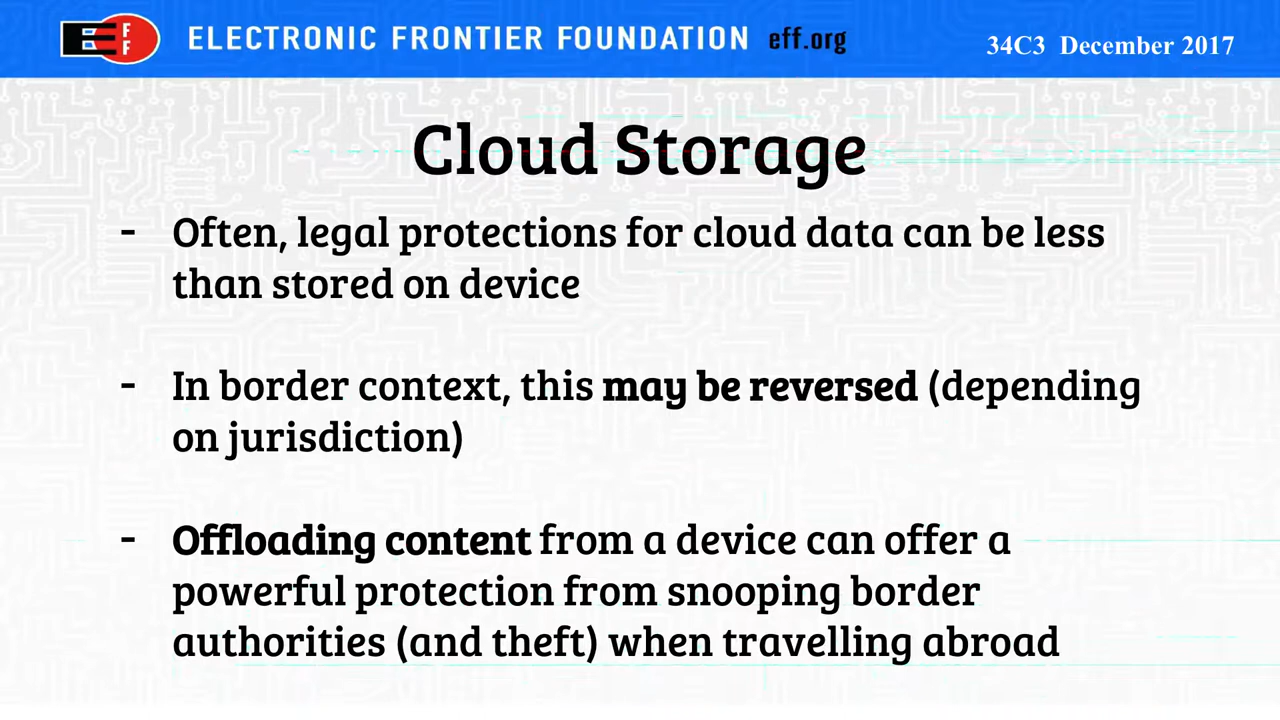 EFF ELECTRONIC FRONTIER FOUNDATION eff.org 34C3 December 2017
Cloud Storage
- Often, legal protections for cloud data can be less
than stored on device
- In border context, this may be reversed (depending
on jurisdiction)
- Offloading content from a device can offer a
powerful protection from snooping border
authorities (and theft) when travelling abroad